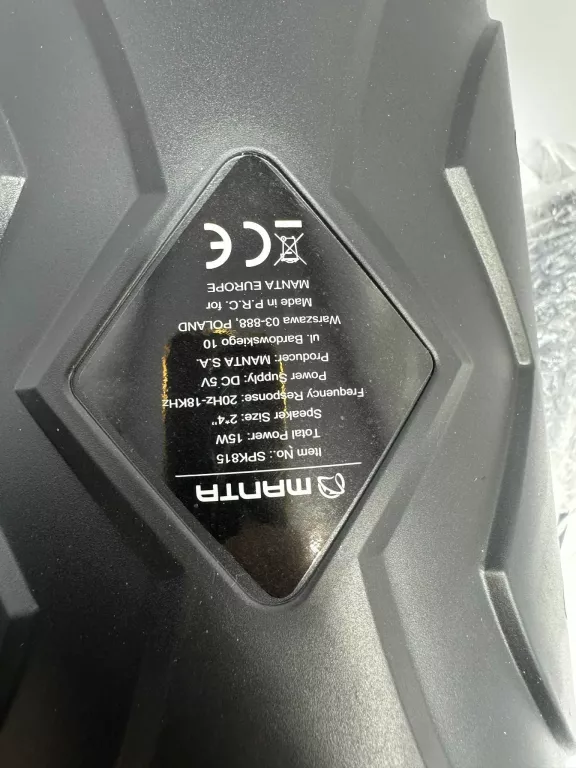 MANTA
Item No.: SPK815
Total Power: 15W
Speaker Size: 2*4"
Frequency Response: 20Hz-18KHz
Power Supply: DC 5V
Producer: MANTA S.A.
ul. Bardowskiego 10
Warszawa 03-888, POLAND
Made in P.R.C. for
MANTA EUROPE
CE